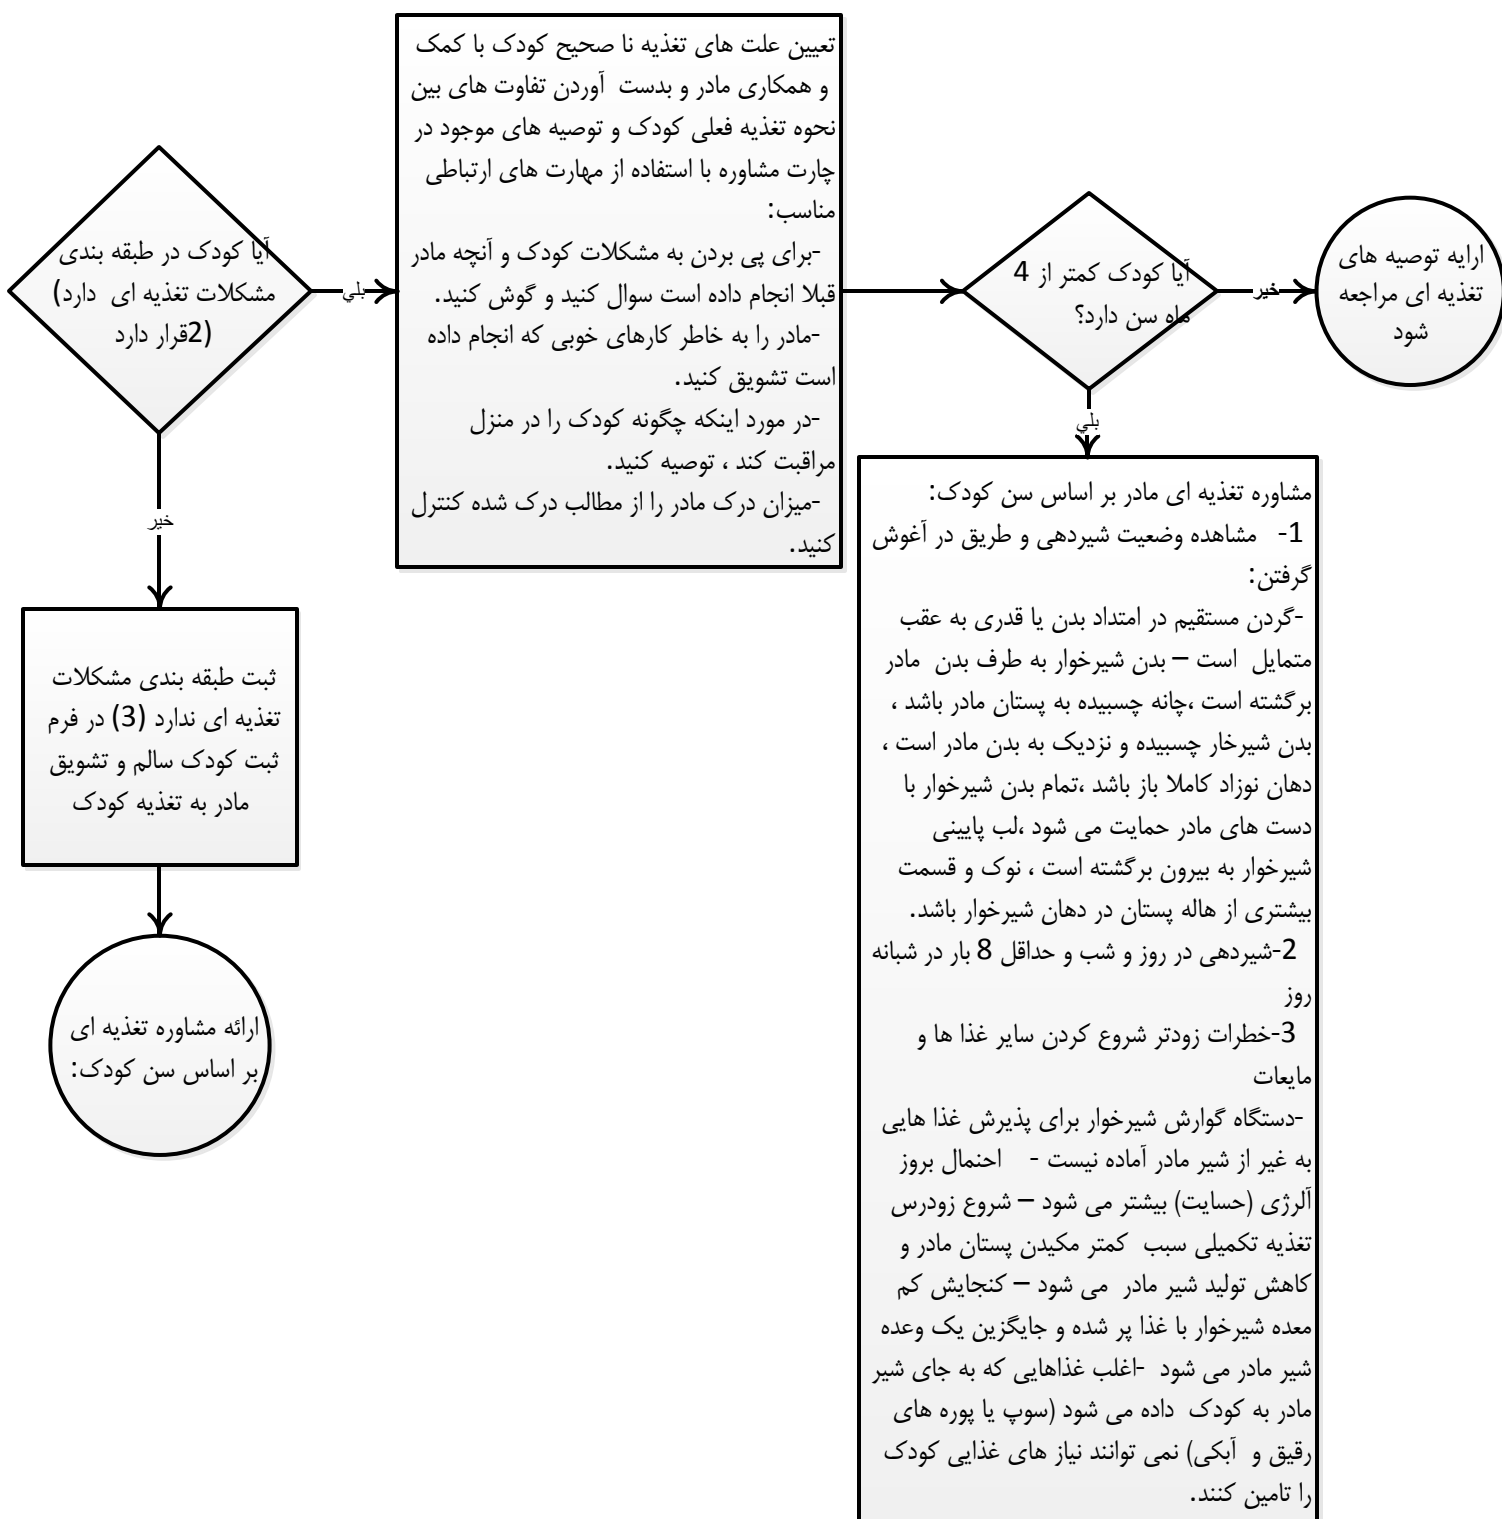 آیا کودک در طبقه بندی
مشکلات تغذیه ای دارد)
(2قرار دارد
بلي
خير
ثبت طبقه بندی مشکلات
تغذیه ای ندارد (3) در فرم
ثبت کودک سالم و تشویق
مادر به تغذیه کودک
ارائه مشاوره تغذیه ای
بر اساس سن کودک:
تعیین علت های تغذیه نا صحیح کودک با کمک
و همکاری مادر و بدست آوردن تفاوت های بین
نحوه تغذیه فعلی کودک و توصیه های موجود در
چارت مشاوره با استفاده از مهارت های ارتباطی
مناسب:
-برای پی بردن به مشکلات کودک و آنچه مادر
قبلا انجام داده است سوال کنید و گوش کنید.
-مادر را به خاطر کارهای خوبی که انجام داده
است تشویق کنید.
-در مورد اینکه چگونه کودک را در منزل
مراقبت کند ، توصیه کنید.
-میزان درک مادر را از مطالب درک شده کنترل
کنید.
آیا کودک کمتر از 4
ماه سن دارد؟
خیر
ارایه توصیه های
تغذیه ای مراجعه
شود
بلي
مشاوره تغذیه ای مادر بر اساس سن کودک:
1- مشاهده وضعیت شیردهی و طریق در آغوش
گرفتن:
-گردن مستقیم در امتداد بدن یا قدری به عقب
متمایل است – بدن شیرخوار به طرف بدن مادر
برگشته است ،چانه چسبیده به پستان مادر باشد ،
بدن شیرخار چسبیده و نزدیک به بدن مادر است ،
دهان نوزاد کاملا باز باشد ،تمام بدن شیرخوار با
دست های مادر حمایت می شود ،لب پایینی
شیرخوار به بیرون برگشته است ، نوک و قسمت
بیشتری از هاله پستان در دهان شیرخوار باشد.
2-شیردهی در روز و شب و حداقل 8 بار در شبانه
روز
3-خطرات زودتر شروع کردن سایر غذا ها و
مایعات
-دستگاه گوارش شیرخوار برای پذیرش غذا هایی
به غیر از شیر مادر آماده نیست - احنمال بروز
آلرژی (حسایت) بیشتر می شود – شروع زودرس
تغذیه تکمیلی سبب کمتر مکیدن پستان مادر و
کاهش تولید شیر مادر می شود – کنجایش کم
معده شیرخوار با غذا پر شده و جایگزین یک وعده
شیر مادر می شود -اغلب غذاهایی که به جای شیر
مادر به کودک داده می شود (سوپ یا پوره های
رقیق و آبکی) نمی توانند نیاز های غذایی کودک
را تامین کنند.